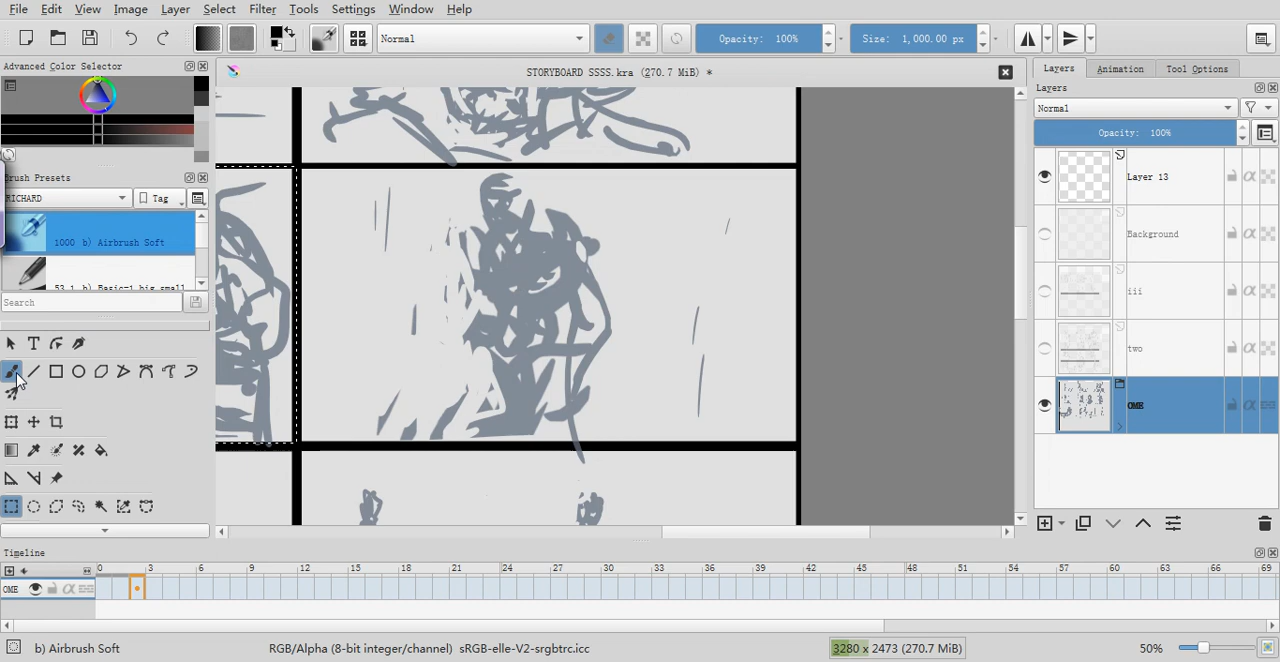 File Edit View Image Layer Select Filter Tools Settings Window Help
Normal
Opacity: 100%
Size: 1,000.00 px
Advanced Color Selector
STORYBOARD SSSS.kra (270.7 MiB) *
Layers Animation Tool Options
Layers
Normal
Opacity: 100%
Brush Presets
RICHARD
Tag
1000 b) Airbrush Soft
Search
Layer 13
Background
iii
two
OME
Timeline
0 3 6 9 12 15 18 21 24 27 30 33 36 39 42 45 48 51 54 57 60 63 66 69
OME
b) Airbrush Soft
RGB/Alpha (8-bit integer/channel) sRGB-elle-V2-srgbtrc.icc
3280 x 2473 (270.7 MiB)
50%